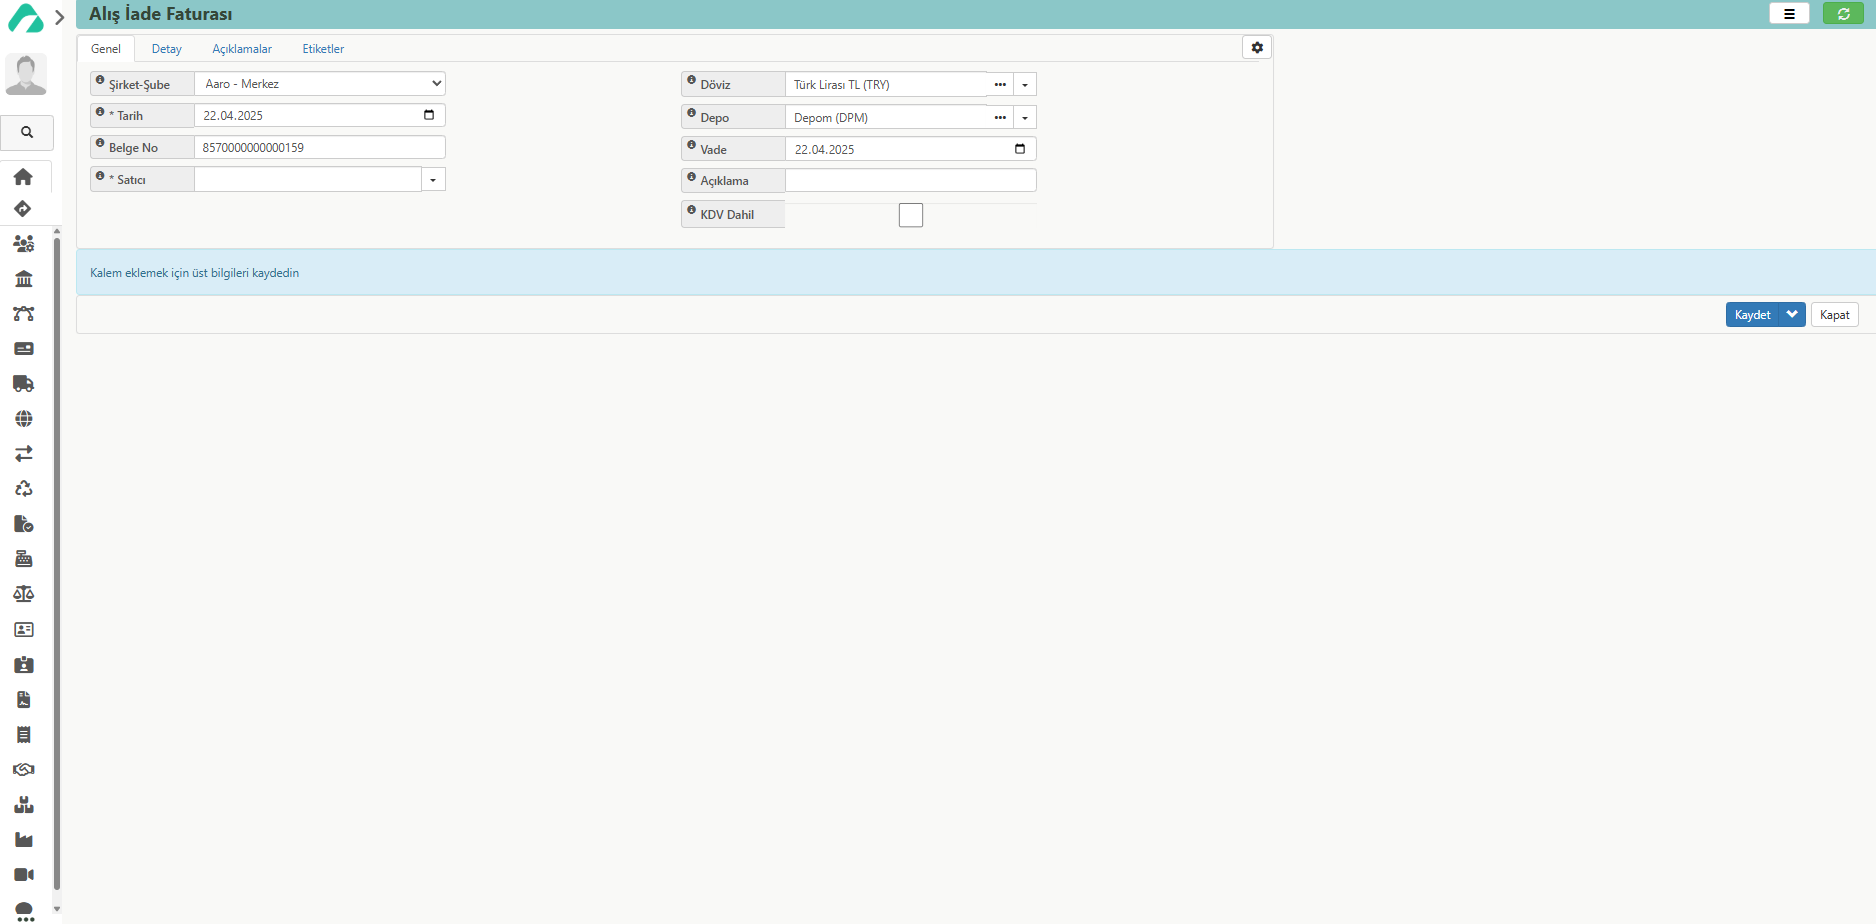 Alış İade Faturası
Genel Detay Açıklamalar Etiketler
Şirket-Şube Aaro - Merkez
* Tarih 22.04.2025
Belge No 8570000000000159
* Satıcı
Döviz Türk Lirası TL (TRY)
Depo Depom (DPM)
Vade 22.04.2025
Açıklama
KDV Dahil
Kalem eklemek için üst bilgileri kaydedin
Kaydet Kapat